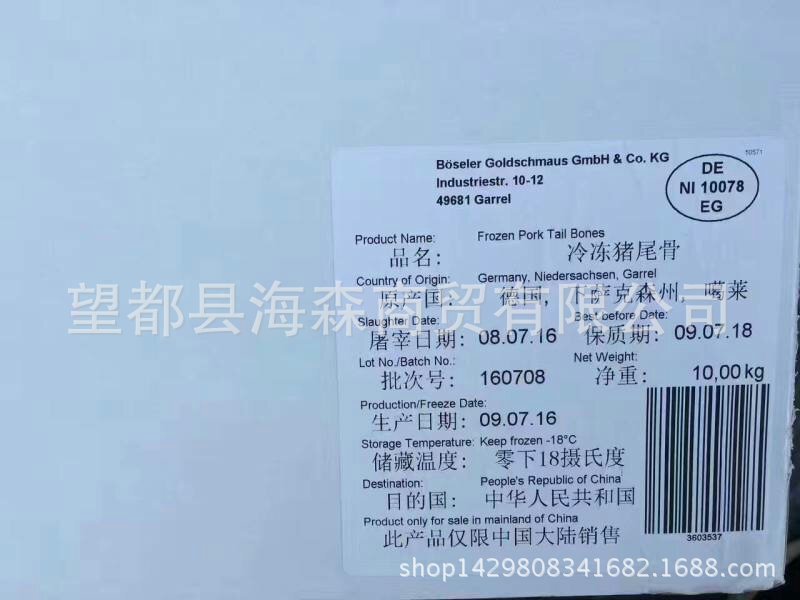 50571
Böseler Goldschmaus GmbH & Co. KG
Industriestr. 10-12
49681 Garrel
DE
NI 10078
EG
Product Name: Frozen Pork Tail Bones
品名： 冷冻猪尾骨
Country of Origin: Germany, Niedersachsen, Garrel
原产国： 德国，下萨克森州，噶莱
望都县海森商贸有限公司
Slaughter Date: Best before Date:
屠宰日期： 08.07.16 保质期： 09.07.18
Lot No./Batch No.: Net Weight:
批次号： 160708 净重： 10,00 kg
Production/Freeze Date:
生产日期： 09.07.16
Storage Temperature: Keep frozen -18°C
储藏温度： 零下18摄氏度
Destination: People's Republic of China
目的国： 中华人民共和国
Product only for sale in mainland of China
此产品仅限中国大陆销售
3603537
shop1429808341682.1688.com